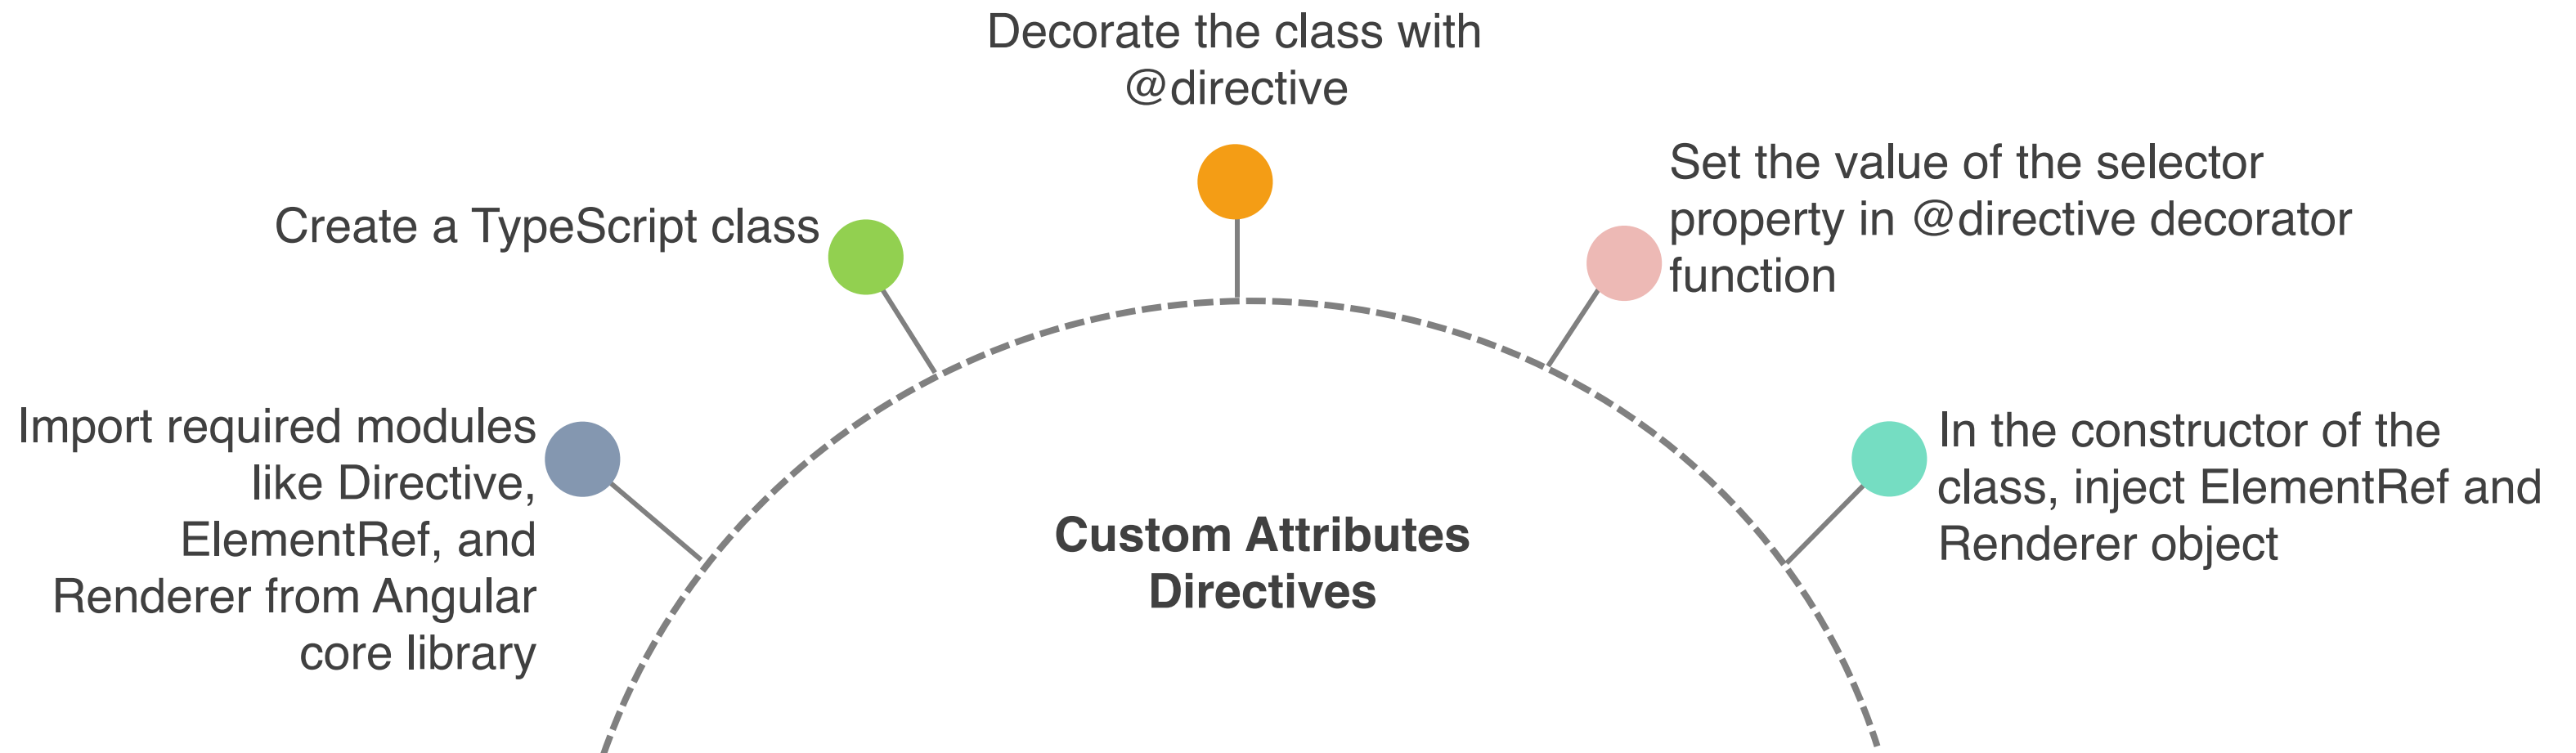 Decorate the class with
@directive
Set the value of the selector
property in @directive decorator
function
Create a TypeScript class
Import required modules
like Directive,
ElementRef, and
Renderer from Angular
core library
In the constructor of the
class, inject ElementRef and
Renderer object
Custom Attributes
Directives